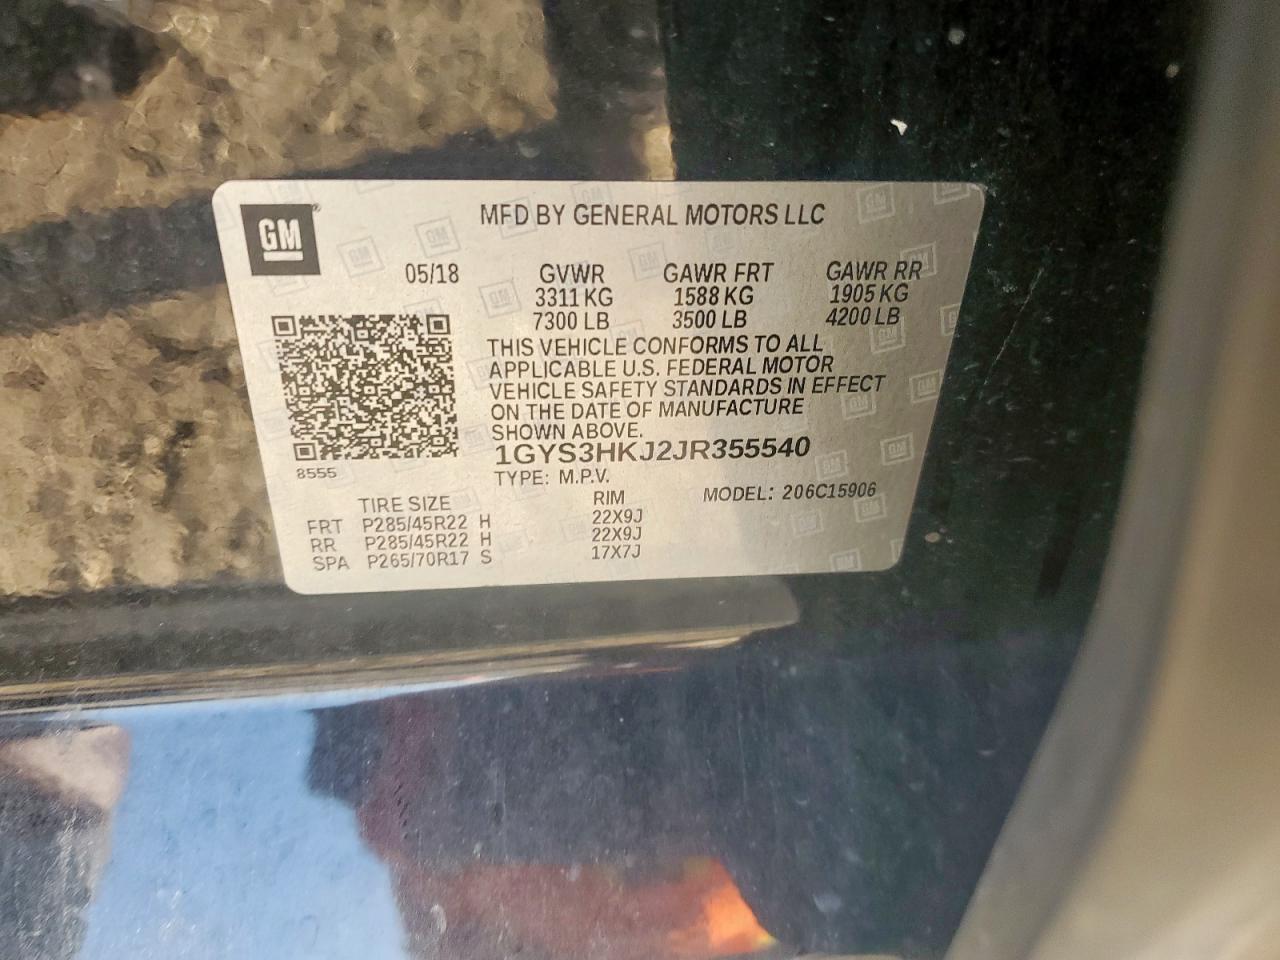 GM
MFD BY GENERAL MOTORS LLC
05/18 GVWR GAWR FRT GAWR RR
3311 KG 1588 KG 1905 KG
7300 LB 3500 LB 4200 LB
THIS VEHICLE CONFORMS TO ALL
APPLICABLE U.S. FEDERAL MOTOR
VEHICLE SAFETY STANDARDS IN EFFECT
ON THE DATE OF MANUFACTURE
SHOWN ABOVE.
1GYS3HKJ2JR355540
8555
TYPE: M.P.V.
TIRE SIZE RIM MODEL: 206C15906
FRT P285/45R22 H 22X9J
RR P285/45R22 H 22X9J
SPA P265/70R17 S 17X7J